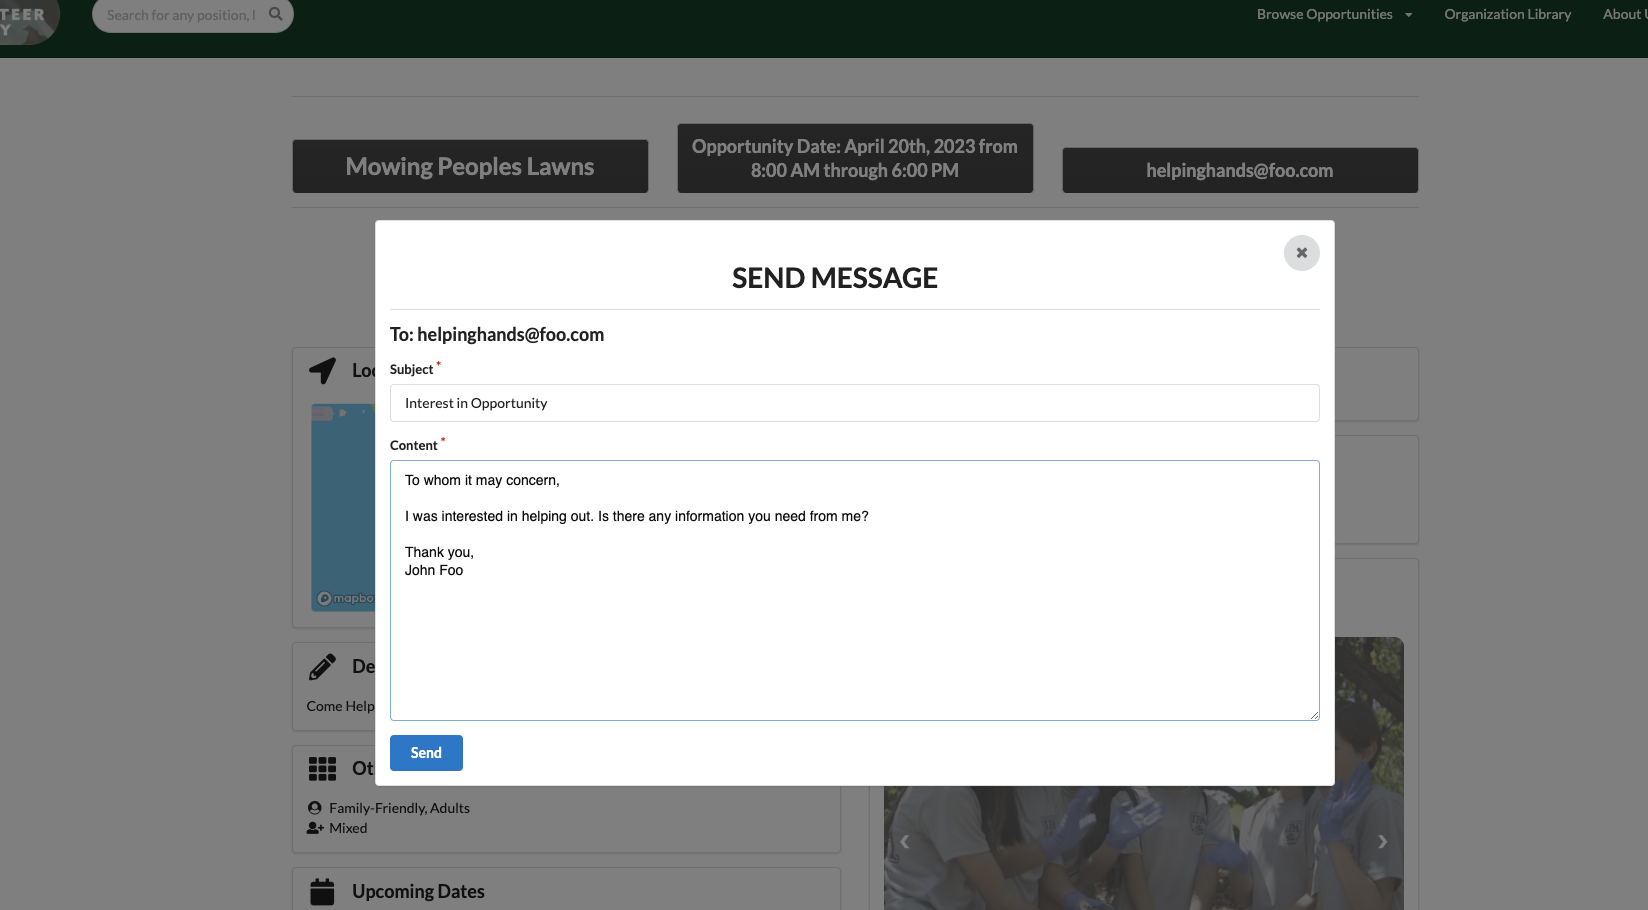 TEER
Y
Search for any position, l
Browse Opportunities
Organization Library
About U
Mowing Peoples Lawns
Opportunity Date: April 20th, 2023 from
8:00 AM through 6:00 PM
helpinghands@foo.com
SEND MESSAGE
To: helpinghands@foo.com
Subject *
Interest in Opportunity
Content *
To whom it may concern,
I was interested in helping out. Is there any information you need from me?
Thank you,
John Foo
Send
Loc
mapbo
De
Come Help
Ot
Family-Friendly, Adults
Mixed
Upcoming Dates